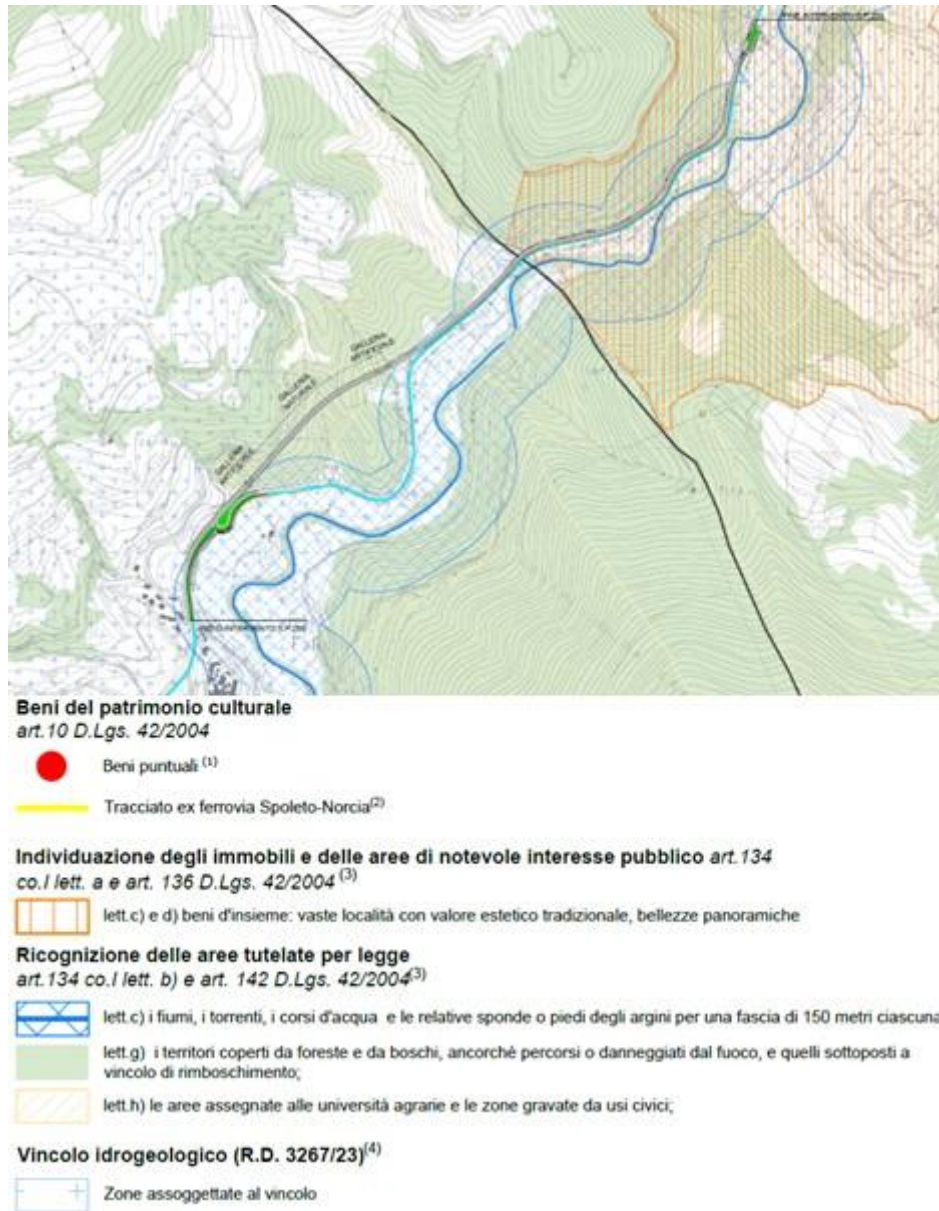 GALLERIA
ARTIFICIALE
GALLERIA
NATURALE
GALLERIA
ARTIFICIALE
Beni del patrimonio culturale
art.10 D.Lgs. 42/2004
Beni puntuali (1)
Tracciato ex ferrovia Spoleto-Norcia(2)
Individuazione degli immobili e delle aree di notevole interesse pubblico art.134
co.I lett. a e art. 136 D.Lgs. 42/2004 (3)
lett.c) e d) beni d'insieme: vaste località con valore estetico tradizionale, bellezze panoramiche
Ricognizione delle aree tutelate per legge
art.134 co.I lett. b) e art. 142 D.Lgs. 42/2004(3)
lett.c) i fiumi, i torrenti, i corsi d'acqua e le relative sponde o piedi degli argini per una fascia di 150 metri ciascuna
lett.g) i territori coperti da foreste e da boschi, ancorchè percorsi o danneggiati dal fuoco, e quelli sottoposti a
vincolo di rimboschimento;
lett.h) le aree assegnate alle università agrarie e le zone gravate da usi civici;
Vincolo idrogeologico (R.D. 3267/23)(4)
Zone assoggettate al vincolo